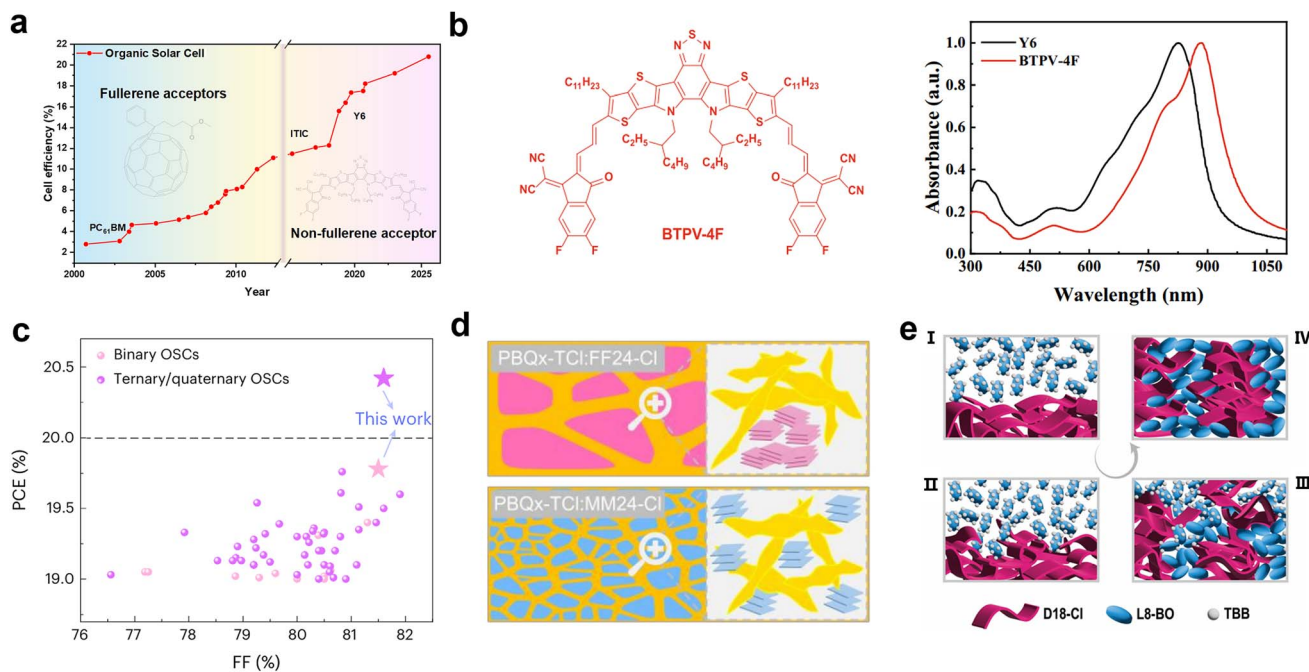 a
Organic Solar Cell
Fullerene acceptors
PC61BM
ITIC
Y6
Non-fullerene acceptor
Cell efficiency (%)
22
20
18
16
14
12
10
8
6
4
2
2000
2005
2010
2020
2025
Year
b
N
S
N
C11H23
S
S
C11H23
S
N
N
S
C2H5
C2H5
C4H9
C4H9
NC
CN
O
O
CN
NC
F
F
F
F
BTPV-4F
Y6
BTPV-4F
Absorbance (a.u.)
1.0
0.8
0.6
0.4
0.2
0.0
300
450
600
750
900
1050
Wavelength (nm)
c
Binary OSCs
Ternary/quaternary OSCs
This work
PCE (%)
20.5
20.0
19.5
19.0
76
77
78
79
80
81
82
FF (%)
d
PBQx-TCl:FF24-Cl
PBQx-TCl:MM24-Cl
e
I
IV
II
III
D18-Cl
L8-BO
TBB